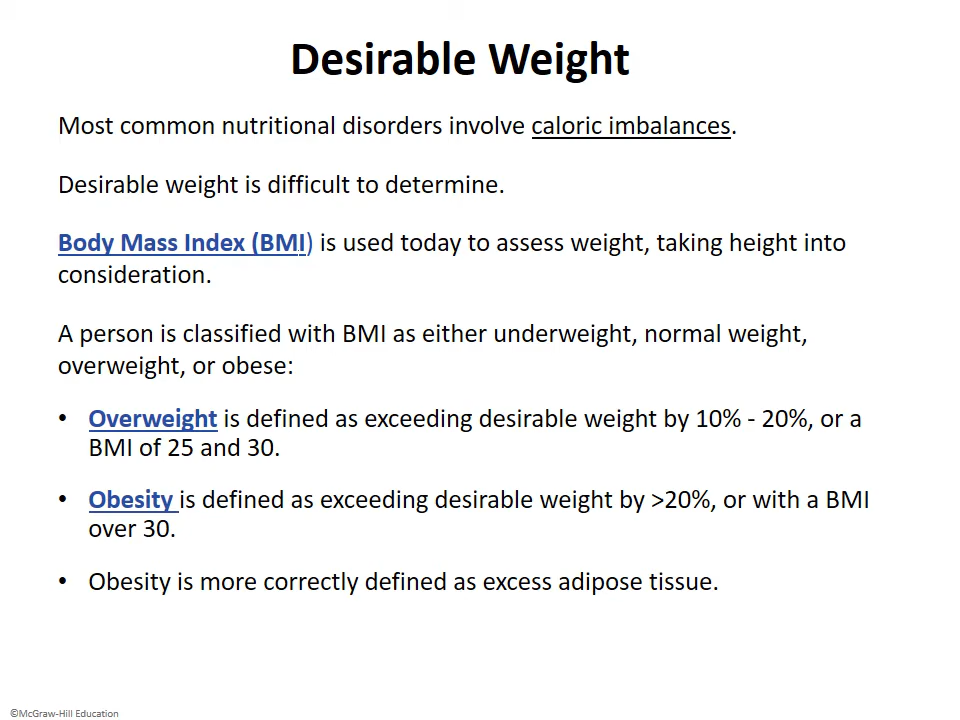 Desirable Weight
Most common nutritional disorders involve caloric imbalances.
Desirable weight is difficult to determine.
Body Mass Index (BMI) is used today to assess weight, taking height into
consideration.
A person is classified with BMI as either underweight, normal weight,
overweight, or obese:
• Overweight is defined as exceeding desirable weight by 10% - 20%, or a
BMI of 25 and 30.
• Obesity is defined as exceeding desirable weight by >20%, or with a BMI
over 30.
• Obesity is more correctly defined as excess adipose tissue.
©McGraw-Hill Education